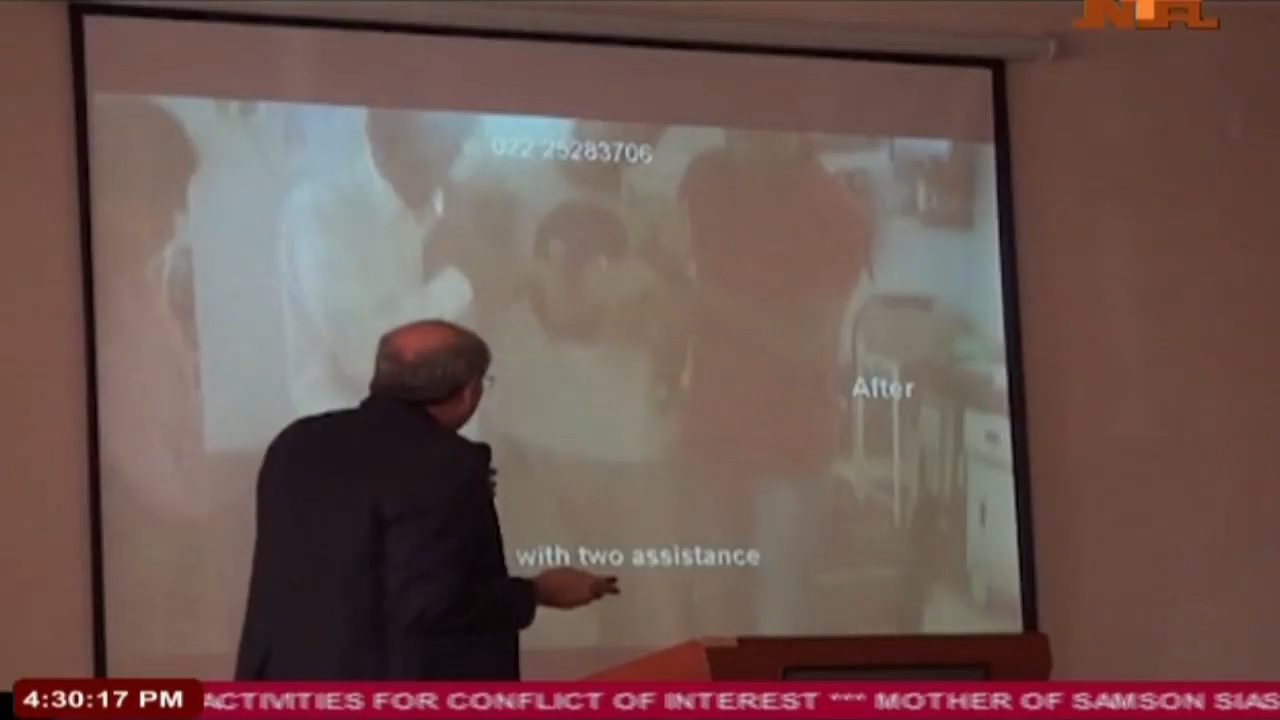 NTA
022 25283706
After
with two assistance
4:30:17 PM ACTIVITIES FOR CONFLICT OF INTEREST *** MOTHER OF SAMSON SIAS